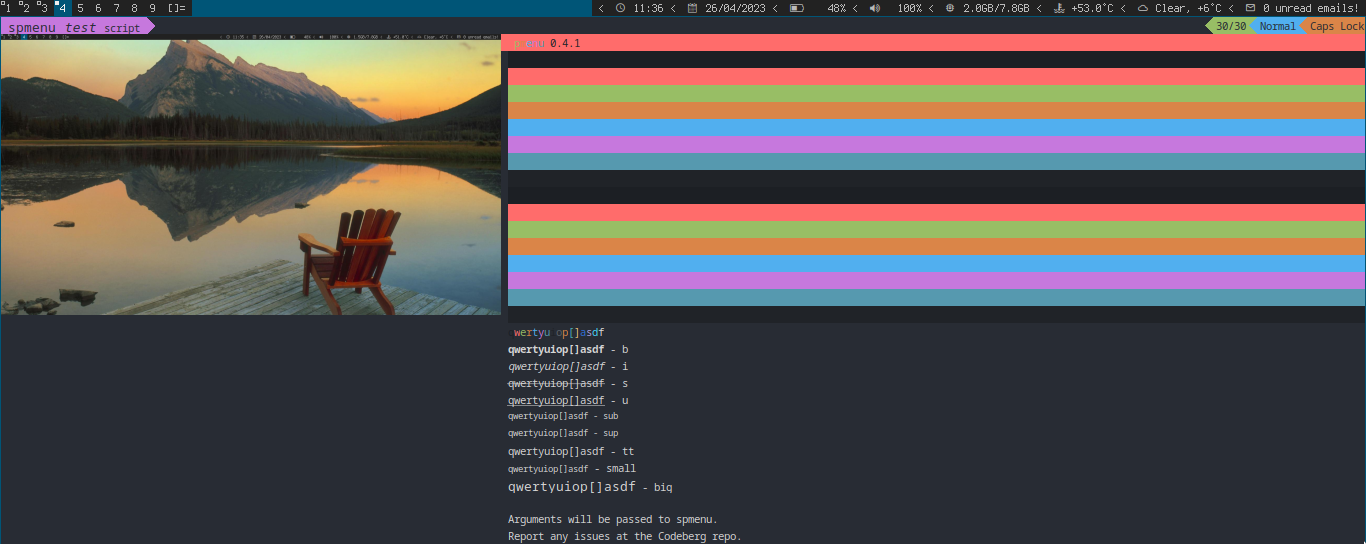 1 2 3 4 5 6 7 8 9 []= < 11:36 < 26/04/2023 < 48% < 100% < 2.0GB/7.8GB < +53.0°C < Clear, +6°C < 0 unread emails!
spmenu test script 30/30 Normal Caps Lock
0.4.1
wertyu op[]asdf
qwertyuiop[]asdf - b
qwertyuiop[]asdf - i
qwertyuiop[]asdf - s
qwertyuiop[]asdf - u
qwertyuiop[]asdf - sub
qwertyuiop[]asdf - sup
qwertyuiop[]asdf - tt
qwertyuiop[]asdf - small
qwertyuiop[]asdf - big
Arguments will be passed to spmenu.
Report any issues at the Codeberg repo.